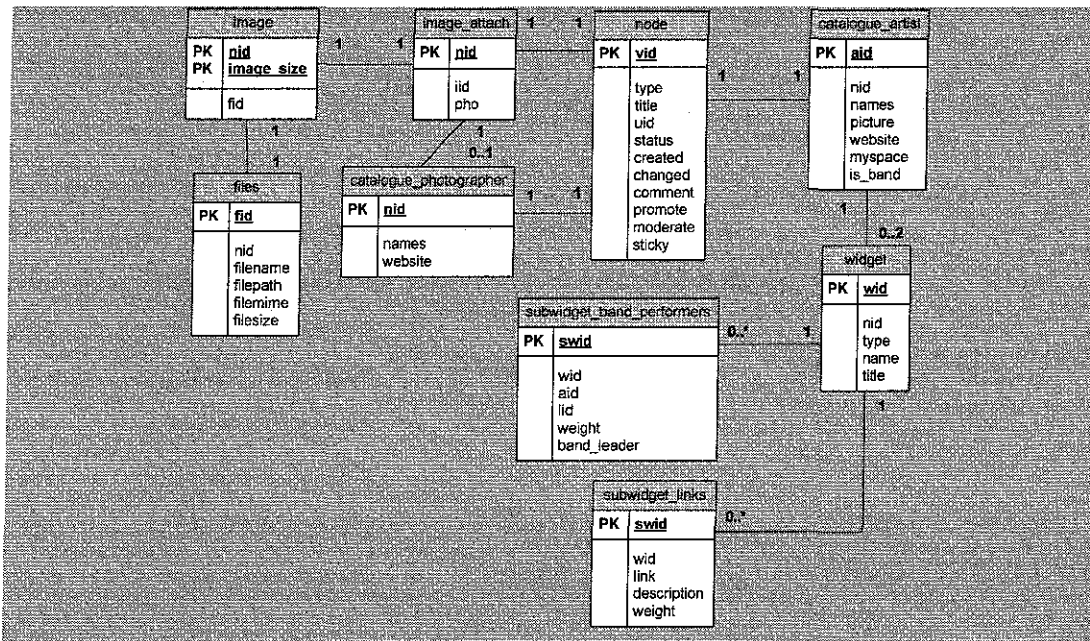 image
PK nid
PK image_size
fid
1
1
image_attach
PK nid
iid
pho
1
1
node
PK vid
type
title
uid
status
created
changed
comment
promote
moderate
sticky
1
1
catalogue_artist
PK aid
nid
names
picture
website
myspace
is_band
1
1
files
PK fid
nid
filename
filepath
filemime
filesize
1
0..1
catalogue_photographer
PK nid
names
website
1
1
1
0..2
widget
PK wid
nid
type
name
title
subwidget_band_performers
PK swid
wid
aid
lid
weight
band_leader
0..*
1
1
subwidget_links
PK swid
wid
link
description
weight
0..*